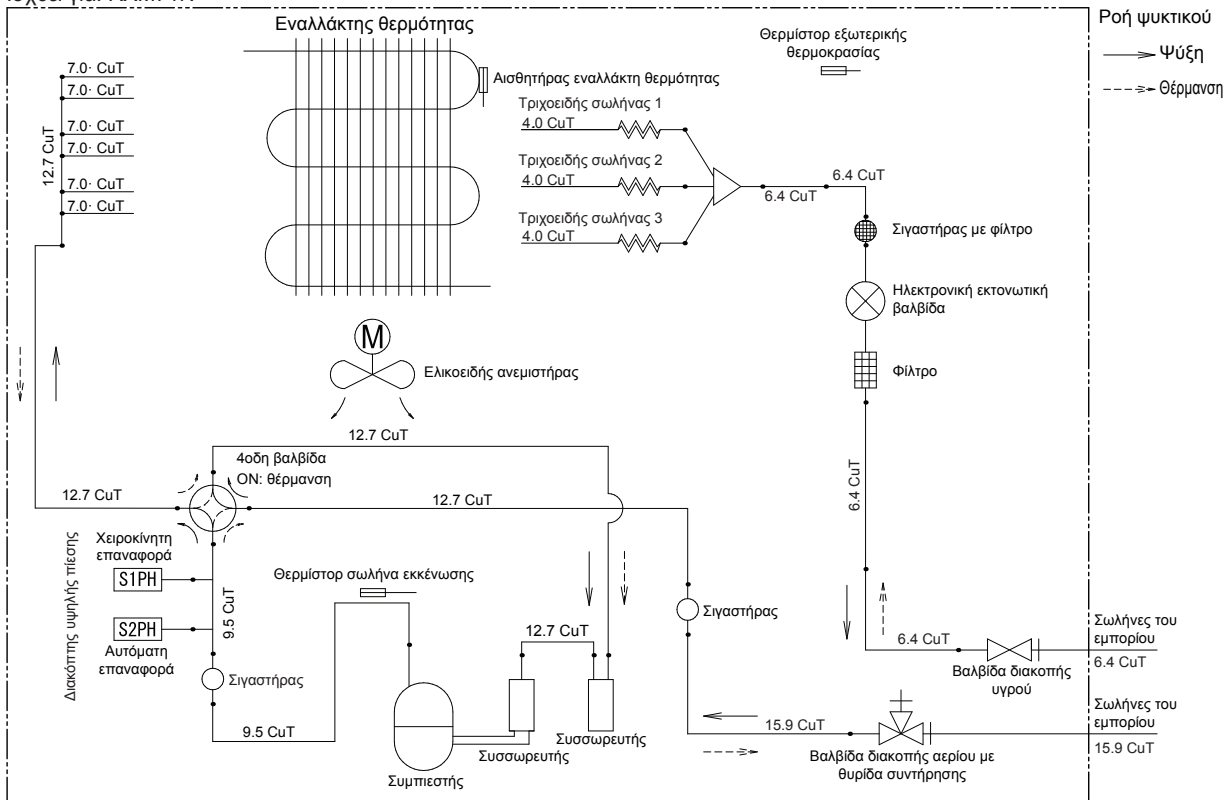 Εναλλάκτης θερμότητας
Θερμίστορ εξωτερικής
θερμοκρασίας
Ροή ψυκτικού
Ψύξη
Θέρμανση
7.0· CuT
7.0· CuT
7.0· CuT
7.0· CuT
7.0· CuT
7.0· CuT
12.7 CuT
Αισθητήρας εναλλάκτη θερμότητας
Τριχοειδής σωλήνας 1
4.0 CuT
Τριχοειδής σωλήνας 2
4.0 CuT
Τριχοειδής σωλήνας 3
4.0 CuT
6.4 CuT
6.4 CuT
Σιγαστήρας με φίλτρο
Ηλεκτρονική εκτονωτική
βαλβίδα
Φίλτρο
M
Ελικοειδής ανεμιστήρας
12.7 CuT
4οδη βαλβίδα
ON: θέρμανση
12.7 CuT
12.7 CuT
6.4 CuT
Διακόπτης υψηλής πίεσης
Χειροκίνητη
επαναφορά
S1PH
S2PH
Αυτόματη
επαναφορά
9.5 CuT
Θερμίστορ σωλήνα εκκένωσης
Σιγαστήρας
Σιγαστήρας
12.7 CuT
9.5 CuT
Συμπιεστής
Συσσωρευτής
Συσσωρευτής
6.4 CuT
Βαλβίδα διακοπής
υγρού
Σωλήνες του
εμπορίου
6.4 CuT
15.9 CuT
Βαλβίδα διακοπής αερίου με
θυρίδα συντήρησης
Σωλήνες του
εμπορίου
15.9 CuT